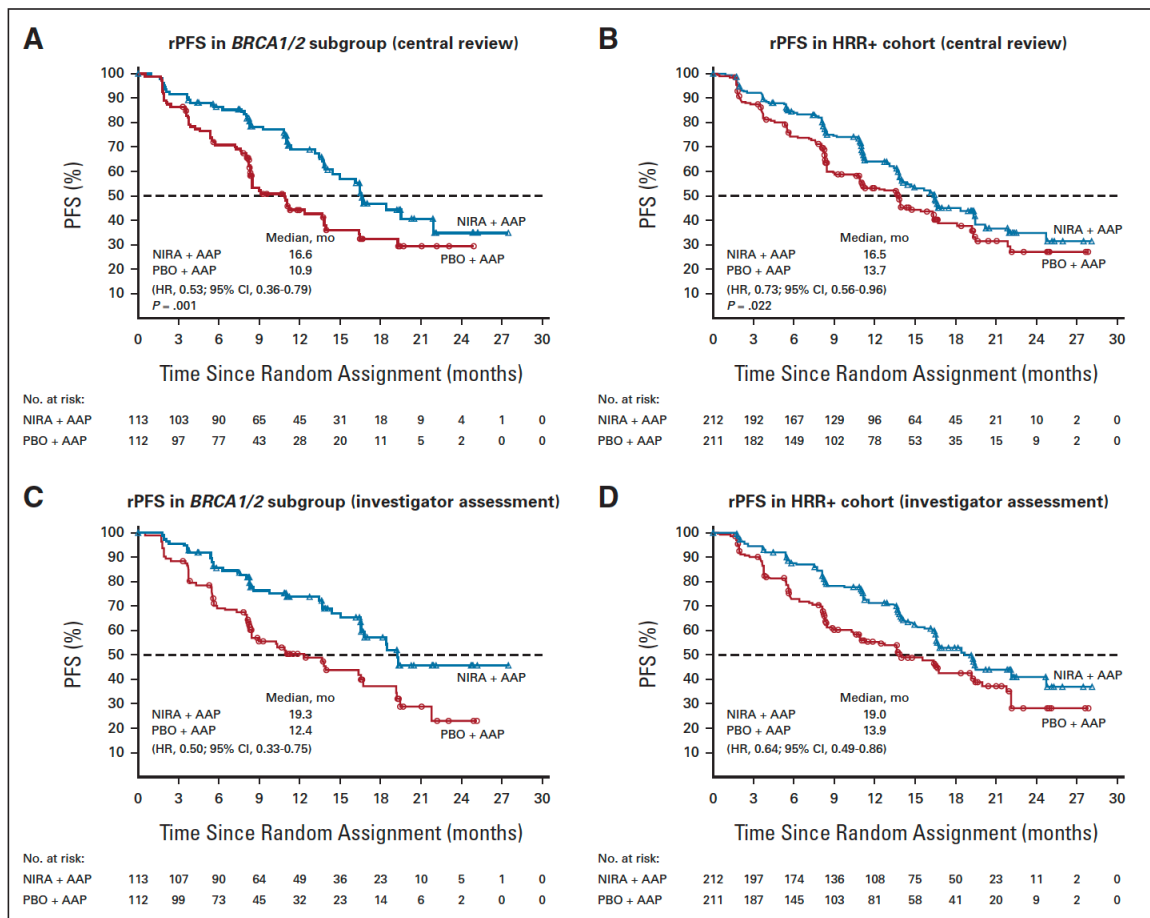 A rPFS in BRCA1/2 subgroup (central review)
100
90
80
70
60
50
40
30
20
10
PFS (%)
NIRA + AAP
PBO + AAP
Median, mo
NIRA + AAP 16.6
PBO + AAP 10.9
(HR, 0.53; 95% CI, 0.36-0.79)
P = .001
0 3 6 9 12 15 18 21 24 27 30
Time Since Random Assignment (months)
No. at risk:
NIRA + AAP 113 103 90 65 45 31 18 9 4 1 0
PBO + AAP 112 97 77 43 28 20 11 5 2 0 0
B rPFS in HRR+ cohort (central review)
100
90
80
70
60
50
40
30
20
10
PFS (%)
NIRA + AAP
PBO + AAP
Median, mo
NIRA + AAP 16.5
PBO + AAP 13.7
(HR, 0.73; 95% CI, 0.56-0.96)
P = .022
0 3 6 9 12 15 18 21 24 27 30
Time Since Random Assignment (months)
No. at risk:
NIRA + AAP 212 192 167 129 96 64 45 21 10 2 0
PBO + AAP 211 182 149 102 78 53 35 15 9 2 0
C rPFS in BRCA1/2 subgroup (investigator assessment)
100
90
80
70
60
50
40
30
20
10
PFS (%)
NIRA + AAP
PBO + AAP
Median, mo
NIRA + AAP 19.3
PBO + AAP 12.4
(HR, 0.50; 95% CI, 0.33-0.75)
0 3 6 9 12 15 18 21 24 27 30
Time Since Random Assignment (months)
No. at risk:
NIRA + AAP 113 107 90 64 49 36 23 10 5 1 0
PBO + AAP 112 99 73 45 32 23 14 6 2 0 0
D rPFS in HRR+ cohort (investigator assessment)
100
90
80
70
60
50
40
30
20
10
PFS (%)
NIRA + AAP
PBO + AAP
Median, mo
NIRA + AAP 19.0
PBO + AAP 13.9
(HR, 0.64; 95% CI, 0.49-0.86)
0 3 6 9 12 15 18 21 24 27 30
Time Since Random Assignment (months)
No. at risk:
NIRA + AAP 212 197 174 136 108 75 50 23 11 2 0
PBO + AAP 211 187 145 103 81 58 41 20 9 2 0